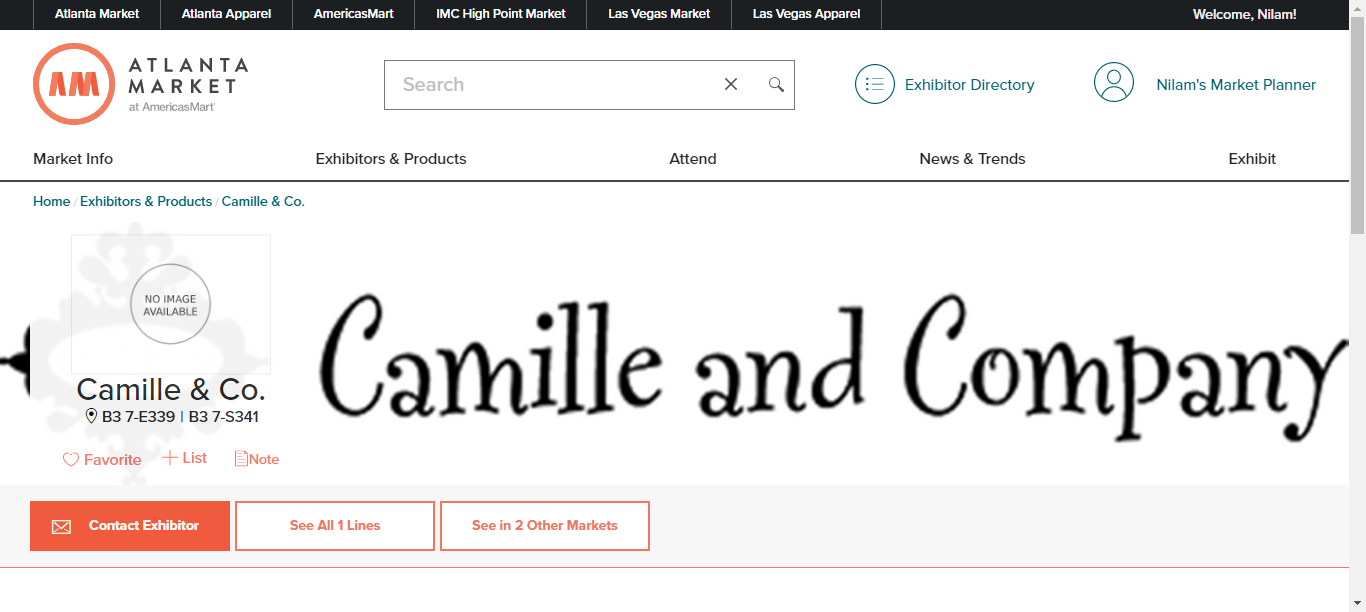 Atlanta Market Atlanta Apparel AmericasMart IMC High Point Market Las Vegas Market Las Vegas Apparel Welcome, Nilam!
ATLANTA
MARKET
at AmericasMart
AM
Search
Exhibitor Directory
Nilam's Market Planner
Market Info Exhibitors & Products Attend News & Trends Exhibit
Home / Exhibitors & Products / Camille & Co.
NO IMAGE
AVAILABLE
Camille and Company
Camille & Co.
B3 7-E339 | B3 7-S341
Favorite List Note
Contact Exhibitor See All 1 Lines See in 2 Other Markets